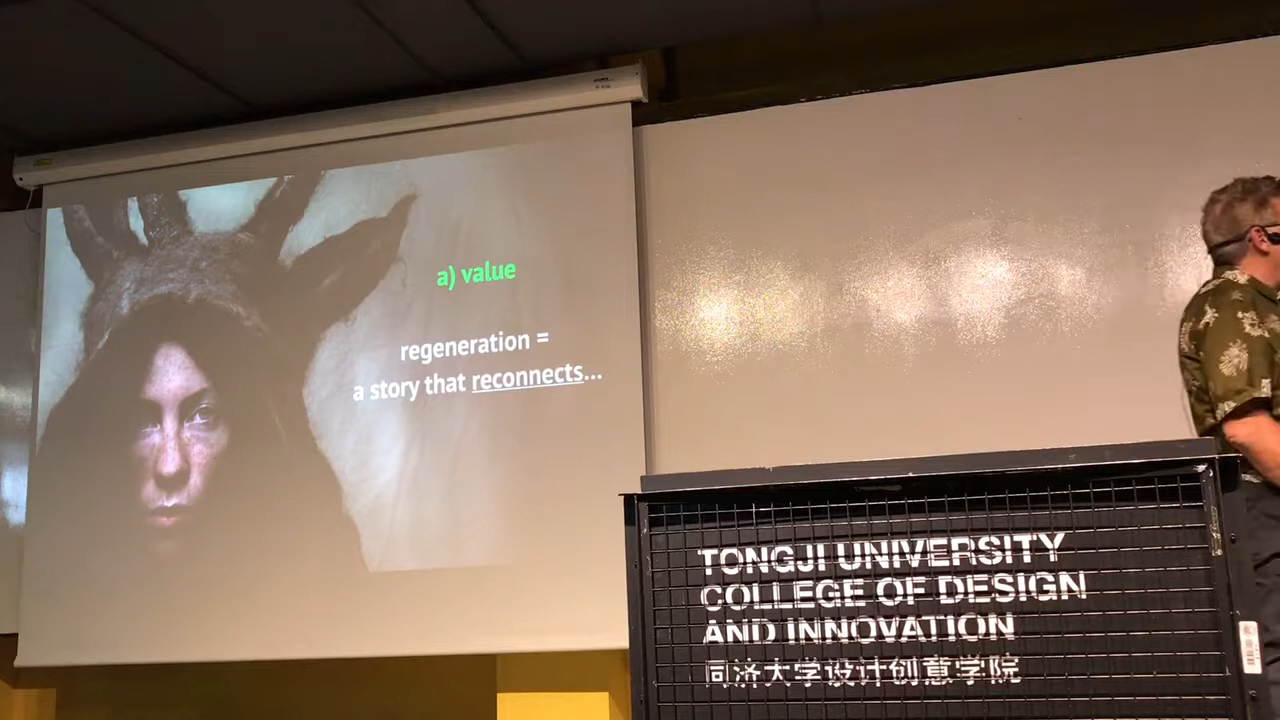 a) value
regeneration =
a story that reconnects...
TONGJI UNIVERSITY
COLLEGE OF DESIGN
AND INNOVATION
同济大学设计创意学院